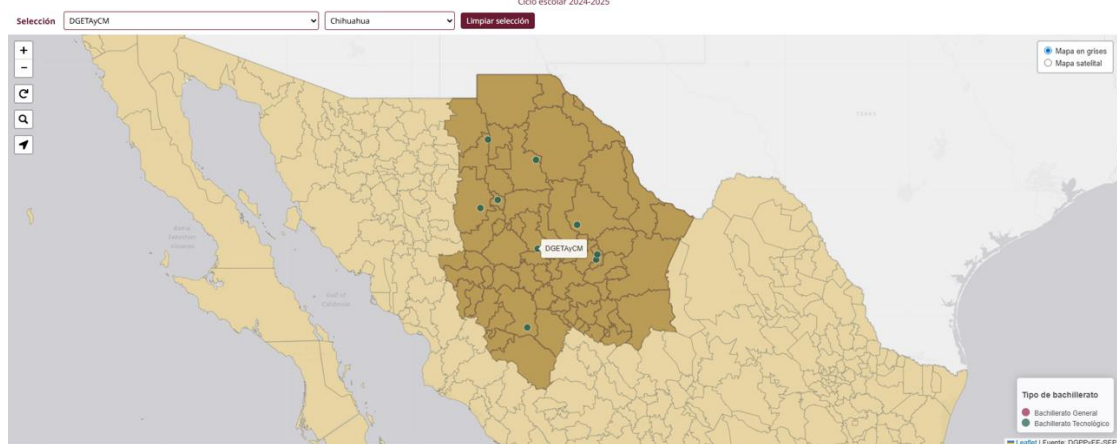 Ciclo escolar 2024-2025
Selección DGETAyCM Chihuahua Limpiar selección
+
−
Mapa en grises
Mapa satelital
TEXAS
DGETAyCM
Gulf of
California
Tipo de bachillerato
Bachillerato General
Bachillerato Tecnológico
Leaflet | Fuente: DGPPyEE-SEP